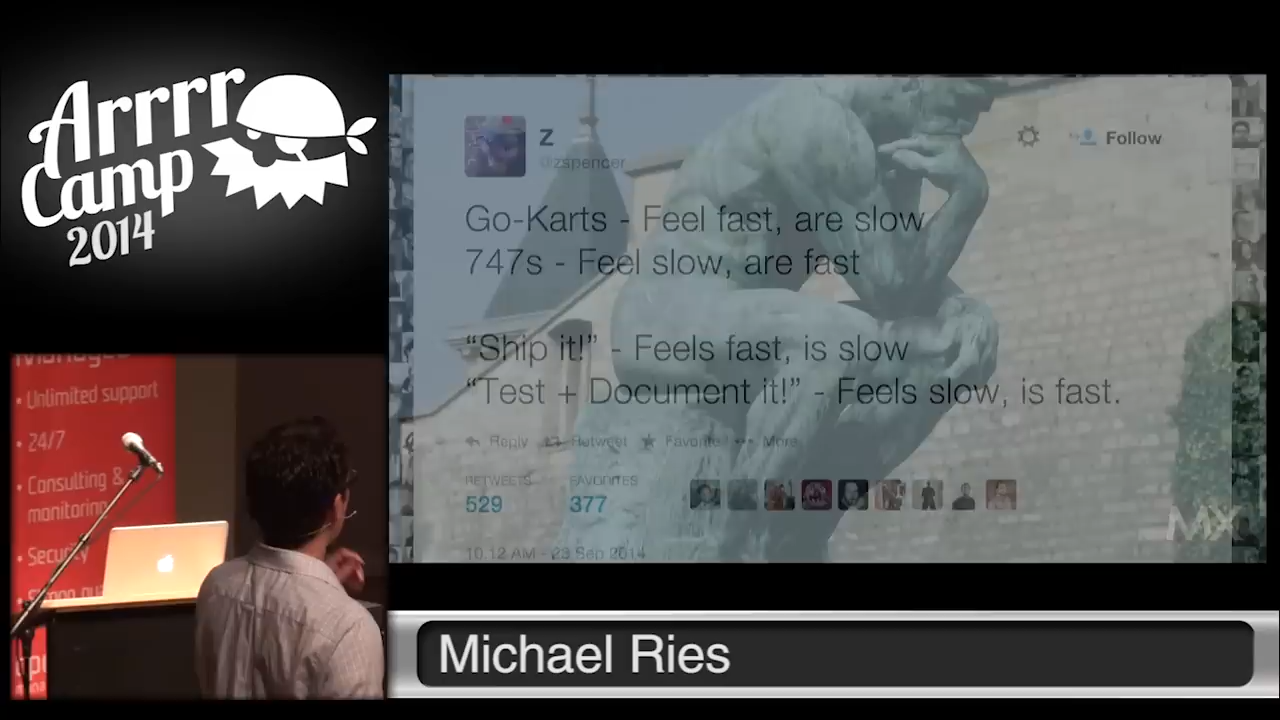 Arrrr
Camp
2014
Z
@zspencer
Follow
Go-Karts - Feel fast, are slow
747s - Feel slow, are fast
“Ship it!” - Feels fast, is slow
“Test + Document it!” - Feels slow, is fast.
Reply Retweet Favorite More
RETWEETS FAVORITES
529 377
10:12 AM - 23 Sep 2014
MX
• Unlimited support
• 24/7
• Consulting &
monitoring
• Security
Michael Ries